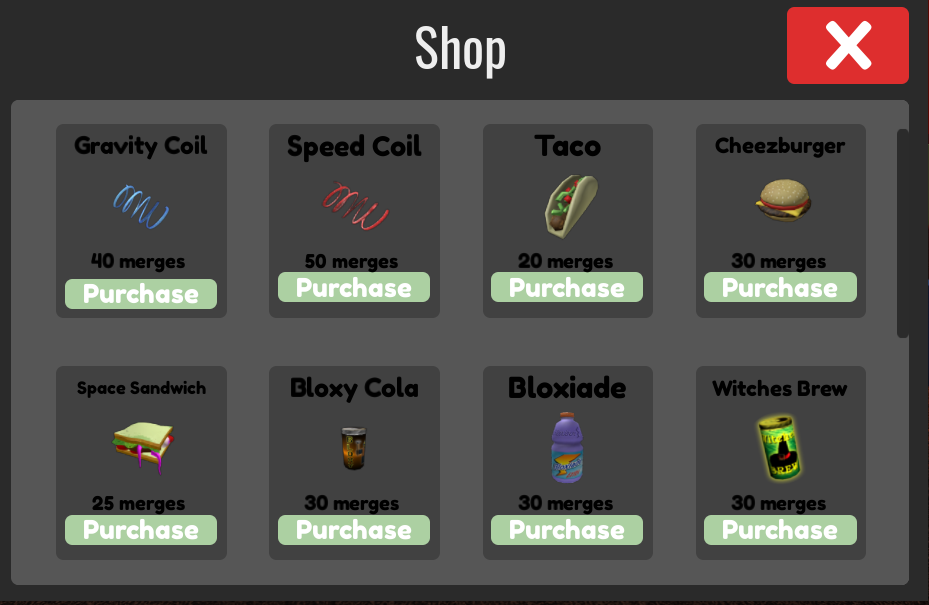 Shop
Gravity Coil
Speed Coil
Taco
Cheezburger
40 merges
50 merges
20 merges
30 merges
Purchase
Purchase
Purchase
Purchase
Space Sandwich
Bloxy Cola
Bloxiade
Witches Brew
25 merges
30 merges
30 merges
30 merges
Purchase
Purchase
Purchase
Purchase